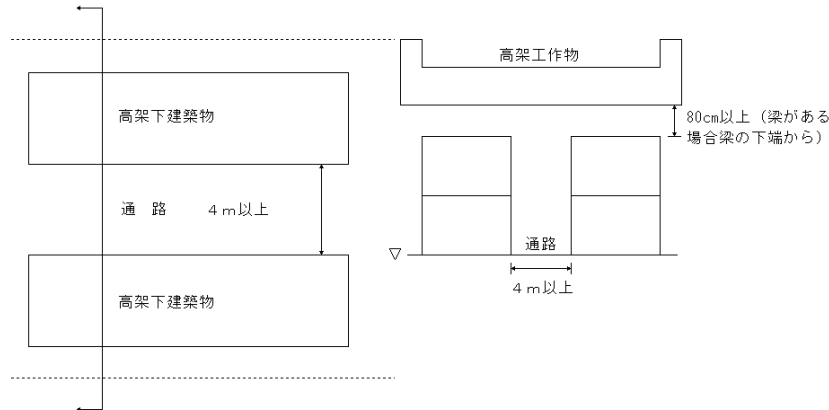 高架下建築物
通　路　　４ｍ以上
高架下建築物
高架工作物
80cm以上（梁がある
場合梁の下端から）
通路
４ｍ以上